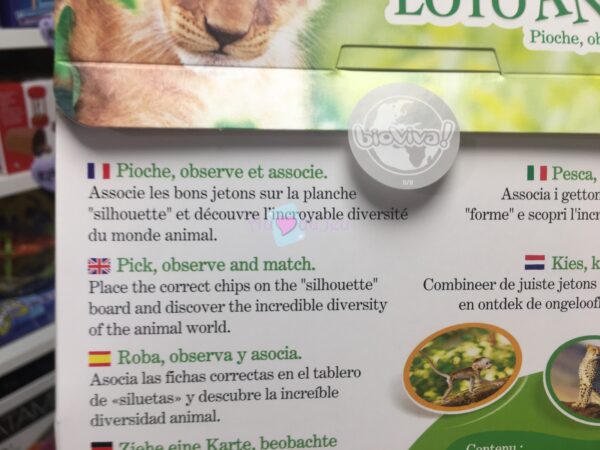 LOTO AN
Pioche, ob
bioviva!
Pioche, observe et associe.
Associe les bons jetons sur la planche
"silhouette" et découvre l'incroyable diversité
du monde animal.
Pick, observe and match.
Place the correct chips on the "silhouette"
board and discover the incredible diversity
of the animal world.
Roba, observa y asocia.
Asocia las fichas correctas en el tablero
de «siluetas» y descubre la increíble
diversidad animal.
Ziehe eine Karte, beobachte
Pesca,
Associa i getton
"forme" e scopri l'incr
Kies, k
Combineer de juiste jetons
en ontdek de ongeloofl
Contenu :